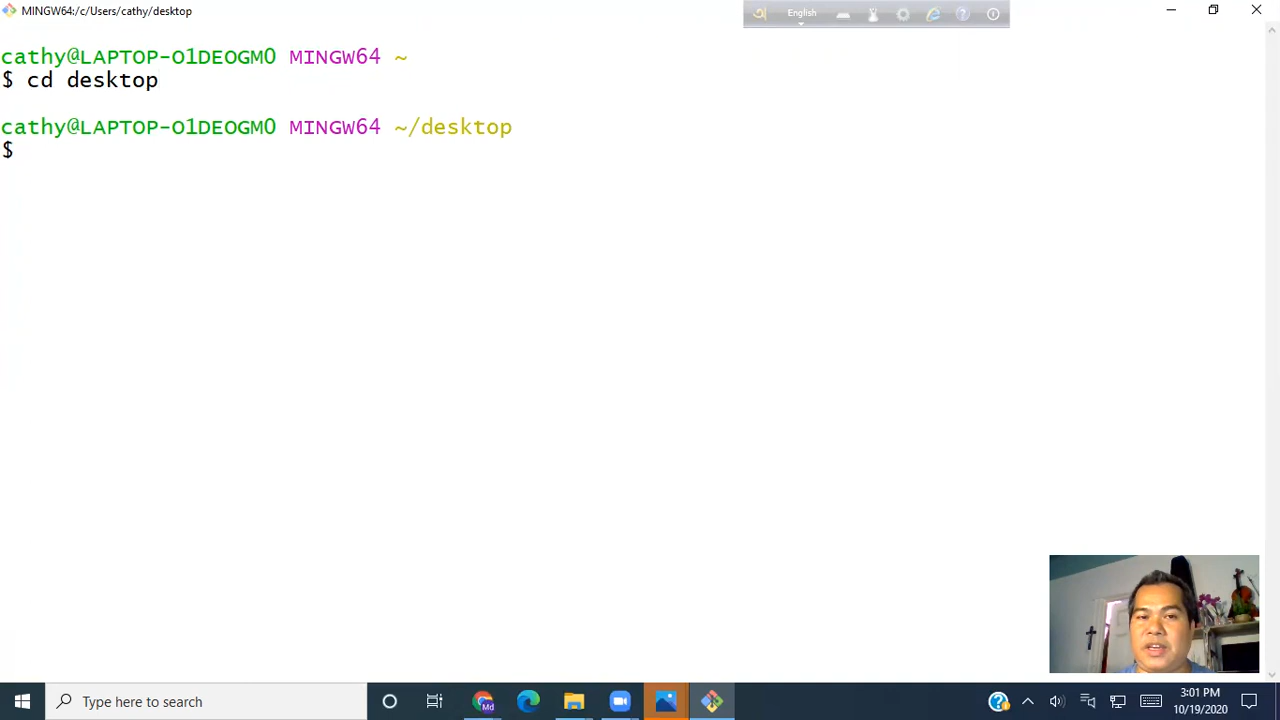 MINGW64:/c/Users/cathy/desktop
English
cathy@LAPTOP-O1DEOGM0 MINGW64 ~
$ cd desktop
cathy@LAPTOP-O1DEOGM0 MINGW64 ~/desktop
$
Type here to search
Md
3:01 PM
10/19/2020